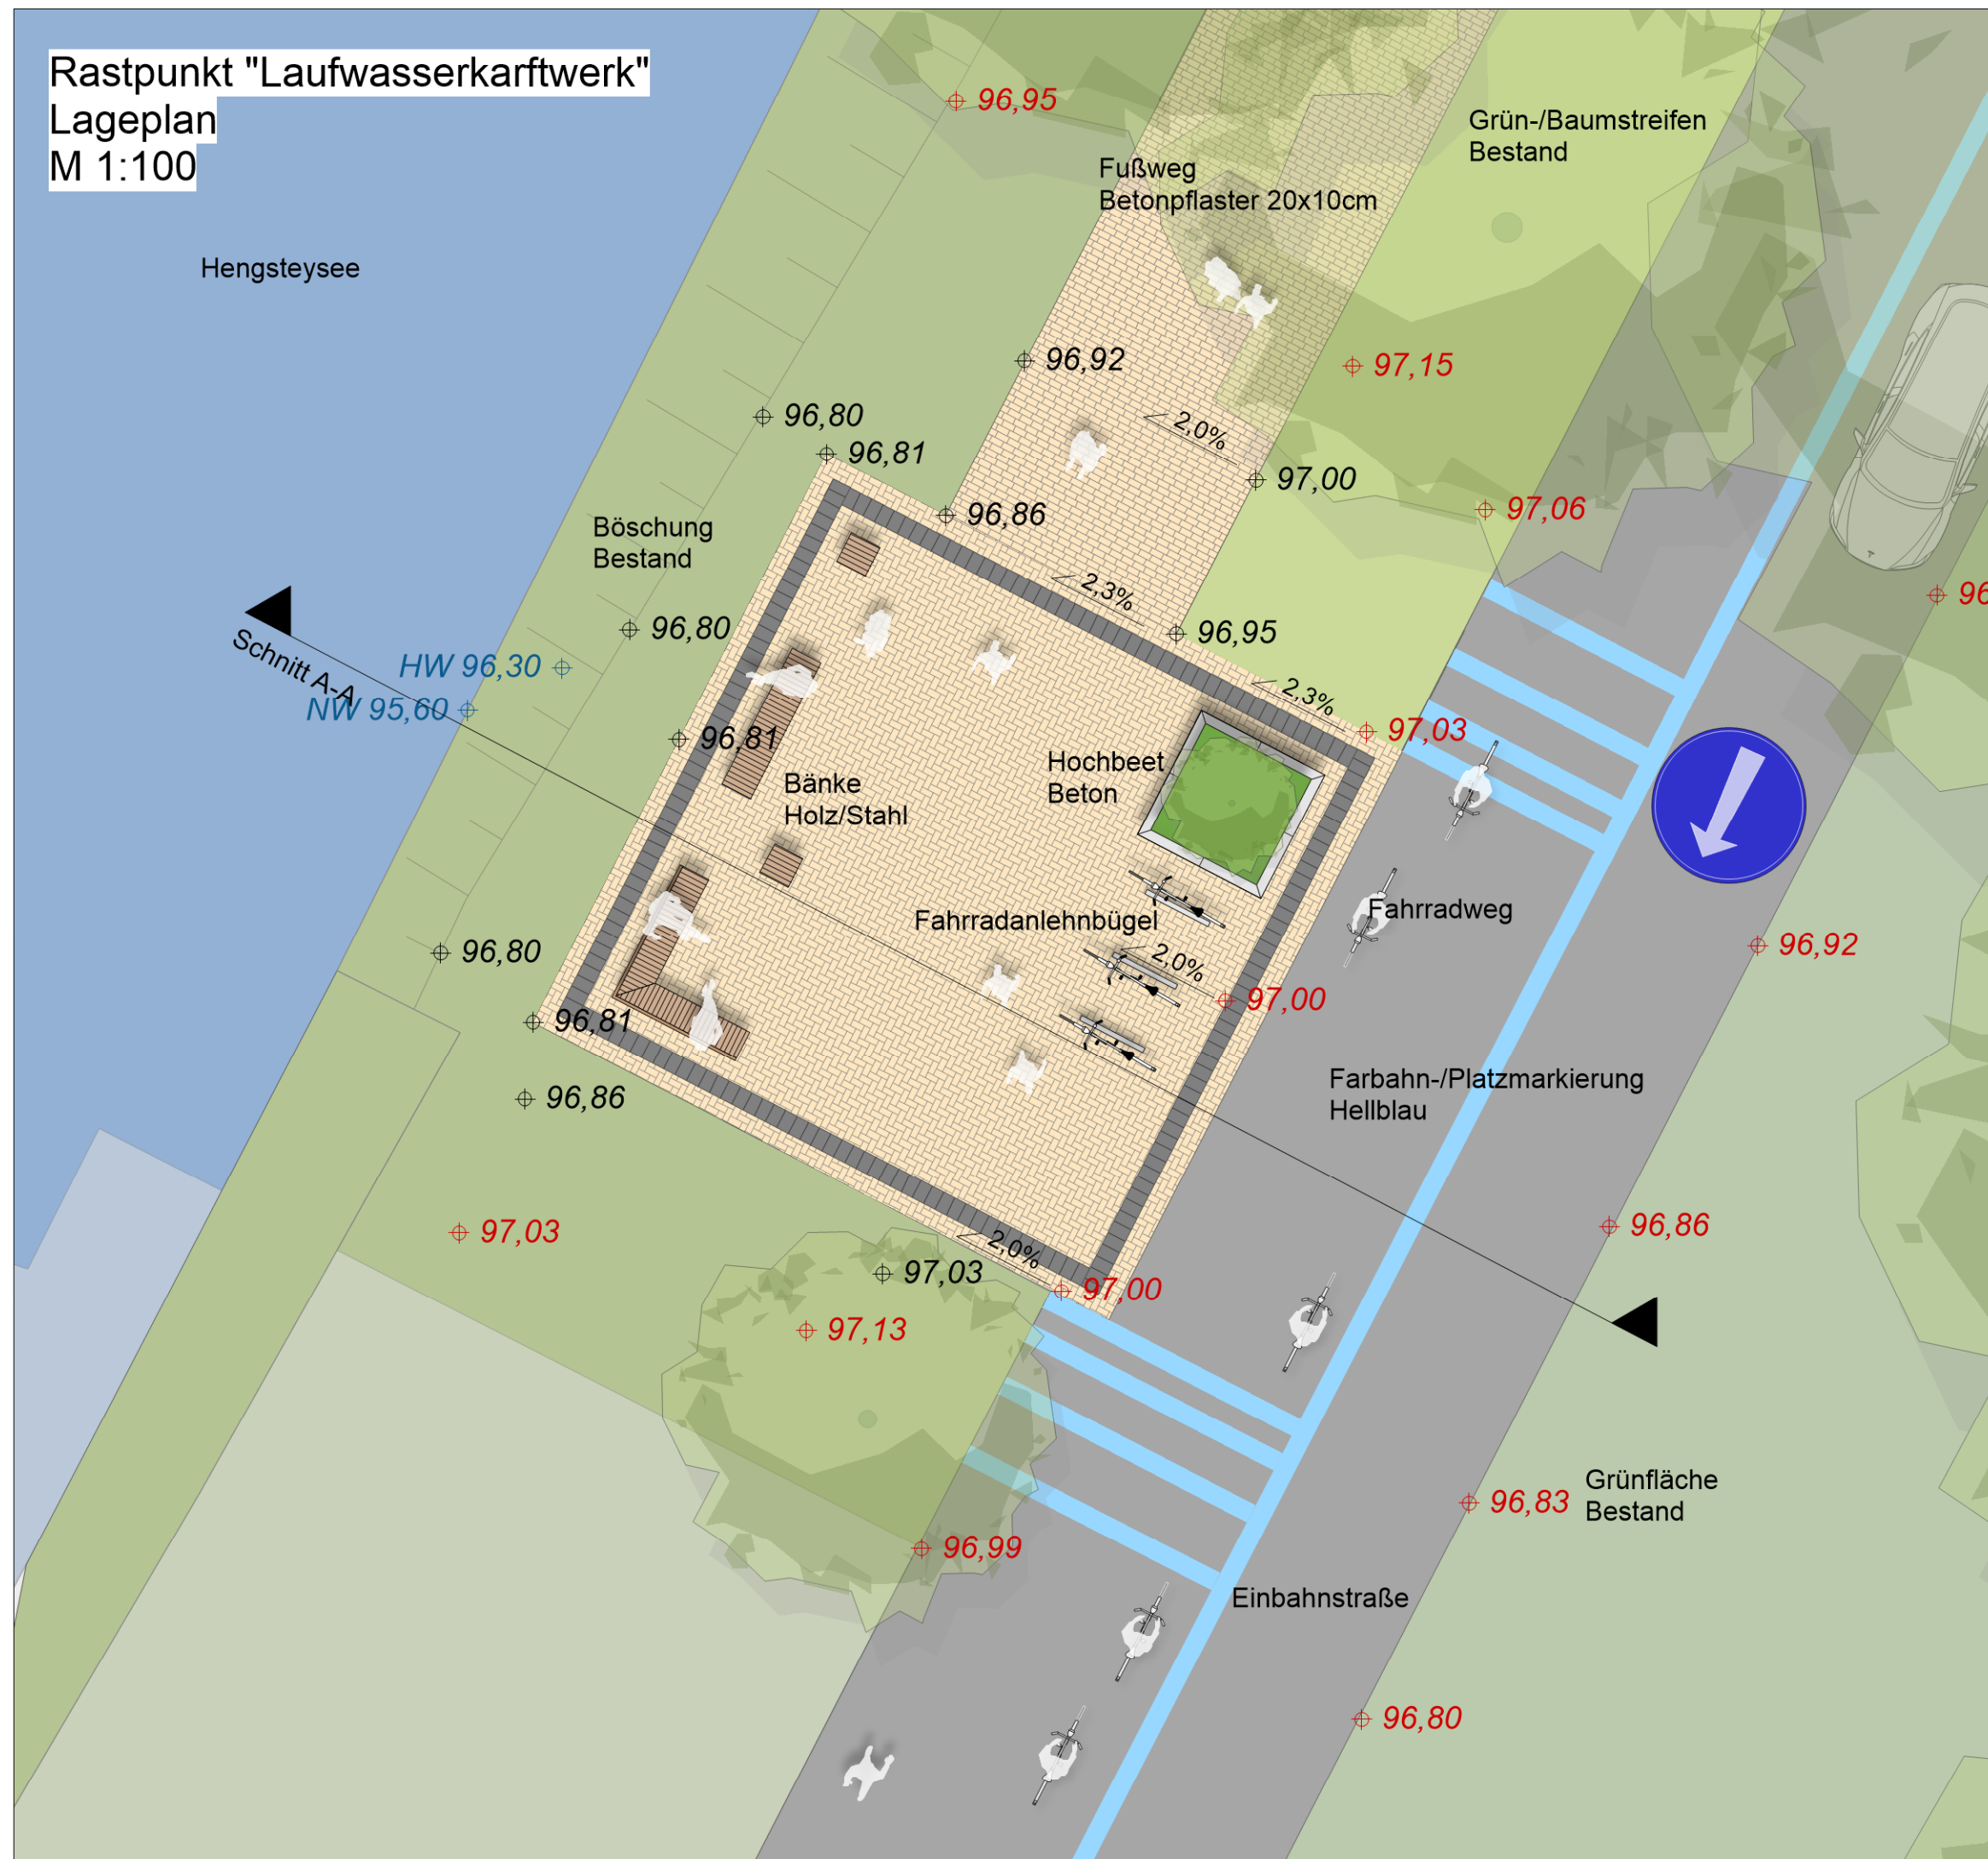 Rastpunkt "Laufwasserkarftwerk"
Lageplan
M 1:100
96,95
Grün-/Baumstreifen
Bestand
Fußweg
Betonpflaster 20x10cm
Hengsteysee
96,92
97,15
96,80
2,0%
96,81
97,00
96,86
97,06
Böschung
Bestand
2,3%
96
96,80
96,95
Schnitt A-A
HW 96,30
NW 95,60
2,3%
97,03
96,81
Hochbeet
Beton
Bänke
Holz/Stahl
Fahrradanlehnbügel
Fahrradweg
96,80
2,0%
96,92
97,00
96,81
96,86
Farbahn-/Platzmarkierung
Hellblau
97,03
96,86
2,0%
97,03
97,00
97,13
96,83
Grünfläche
Bestand
96,99
Einbahnstraße
96,80